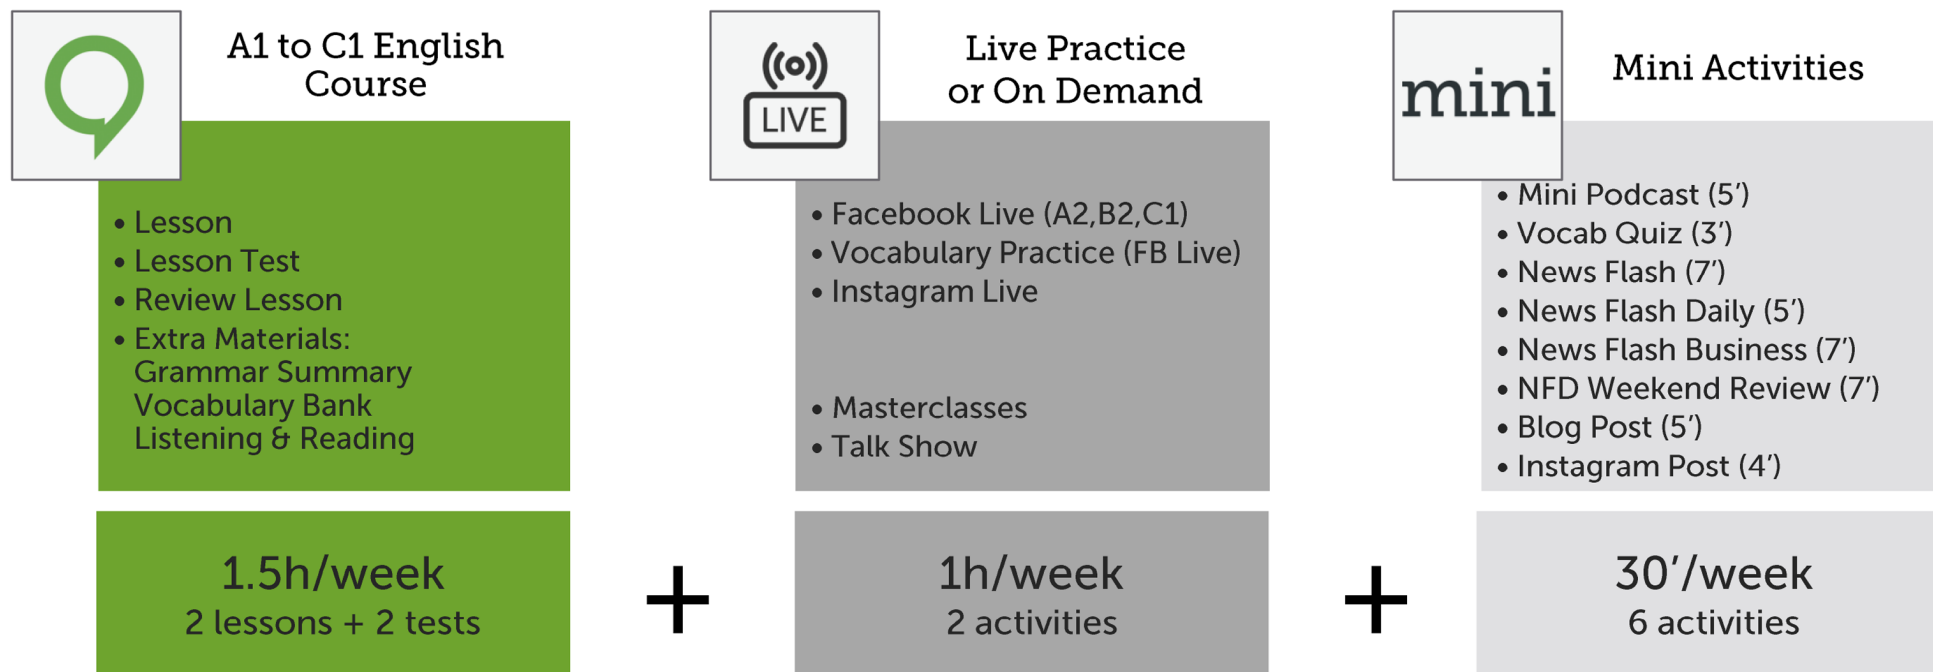 A1 to C1 English
Course
• Lesson
• Lesson Test
• Review Lesson
• Extra Materials:
Grammar Summary
Vocabulary Bank
Listening & Reading
1.5h/week
2 lessons + 2 tests
+
LIVE
Live Practice
or On Demand
• Facebook Live (A2,B2,C1)
• Vocabulary Practice (FB Live)
• Instagram Live
• Masterclasses
• Talk Show
1h/week
2 activities
+
mini
Mini Activities
• Mini Podcast (5’)
• Vocab Quiz (3’)
• News Flash (7’)
• News Flash Daily (5’)
• News Flash Business (7’)
• NFD Weekend Review (7’)
• Blog Post (5’)
• Instagram Post (4’)
30’/week
6 activities